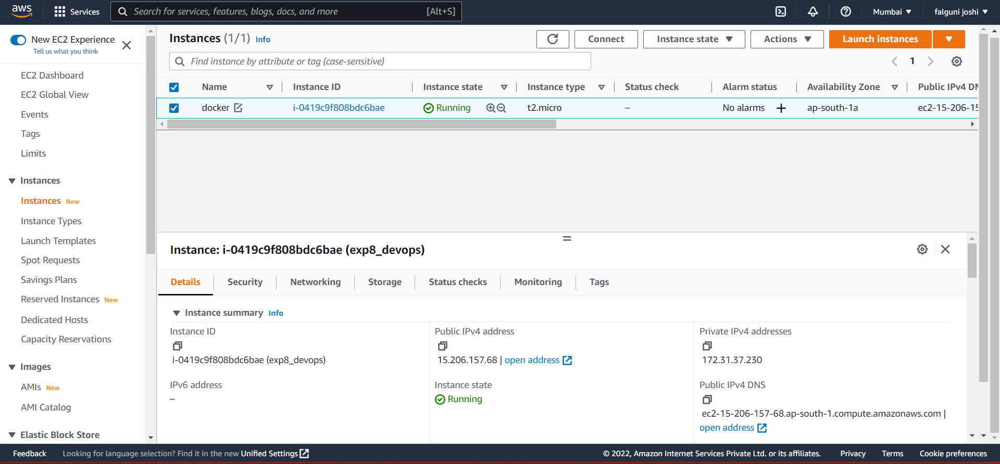 aws Services Search for services, features, blogs, docs, and more [Alt+S] Mumbai falguni joshi
New EC2 Experience
Tell us what you think
EC2 Dashboard
EC2 Global View
Events
Tags
Limits
Instances
Instances New
Instance Types
Launch Templates
Spot Requests
Savings Plans
Reserved Instances New
Dedicated Hosts
Capacity Reservations
Images
AMIs New
AMI Catalog
Elastic Block Store
Instances (1/1) Info
Connect Instance state Actions Launch instances
Find instance by attribute or tag (case-sensitive)
1
Name Instance ID Instance state Instance type Status check Alarm status Availability Zone Public IPv4 DN
docker i-0419c9f808bdc6bae Running t2.micro – No alarms + ap-south-1a ec2-15-206-15
Instance: i-0419c9f808bdc6bae (exp8_devops)
Details Security Networking Storage Status checks Monitoring Tags
Instance summary Info
Instance ID
i-0419c9f808bdc6bae (exp8_devops)
Public IPv4 address
15.206.157.68 | open address
Private IPv4 addresses
172.31.37.230
IPv6 address
–
Instance state
Running
Public IPv4 DNS
ec2-15-206-157-68.ap-south-1.compute.amazonaws.com |
open address
Feedback Looking for language selection? Find it in the new Unified Settings © 2022, Amazon Internet Services Private Ltd. or its affiliates. Privacy Terms Cookie preferences